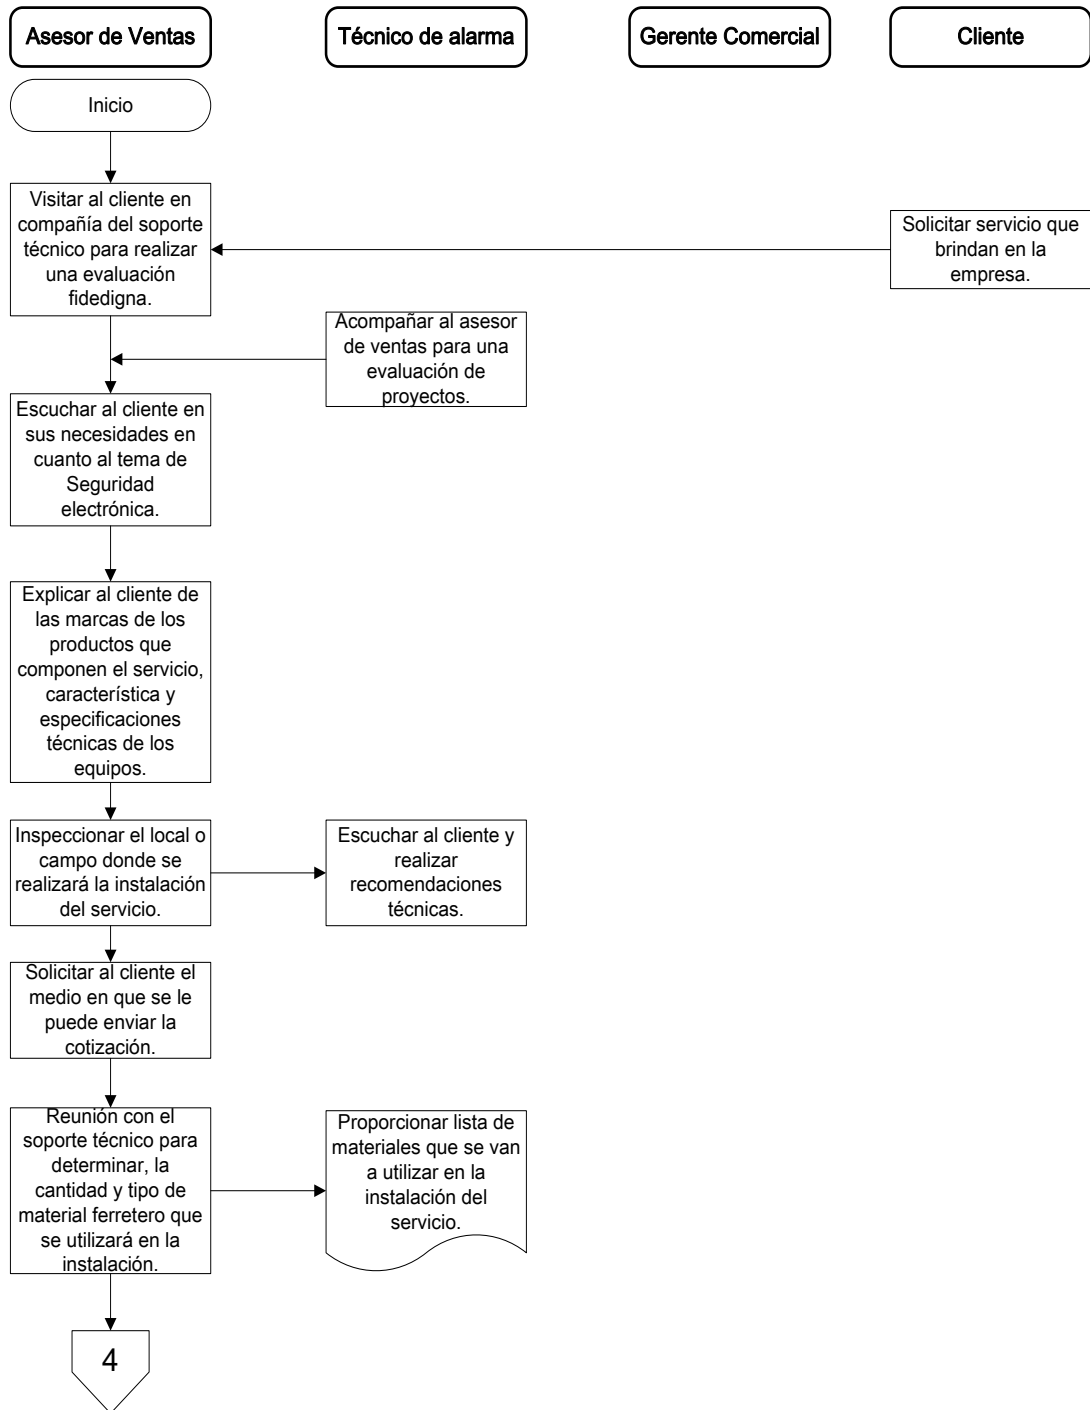 Asesor de Ventas
Técnico de alarma
Gerente Comercial
Cliente
Inicio
Visitar al cliente en
compañía del soporte
técnico para realizar
una evaluación
fidedigna.
Solicitar servicio que
brindan en la
empresa.
Acompañar al asesor
de ventas para una
evaluación de
proyectos.
Escuchar al cliente en
sus necesidades en
cuanto al tema de
Seguridad
electrónica.
Explicar al cliente de
las marcas de los
productos que
componen el servicio,
característica y
especificaciones
técnicas de los
equipos.
Inspeccionar el local o
campo donde se
realizará la instalación
del servicio.
Escuchar al cliente y
realizar
recomendaciones
técnicas.
Solicitar al cliente el
medio en que se le
puede enviar la
cotización.
Reunión con el
soporte técnico para
determinar, la
cantidad y tipo de
material ferretero que
se utilizará en la
instalación.
Proporcionar lista de
materiales que se van
a utilizar en la
instalación del
servicio.
4